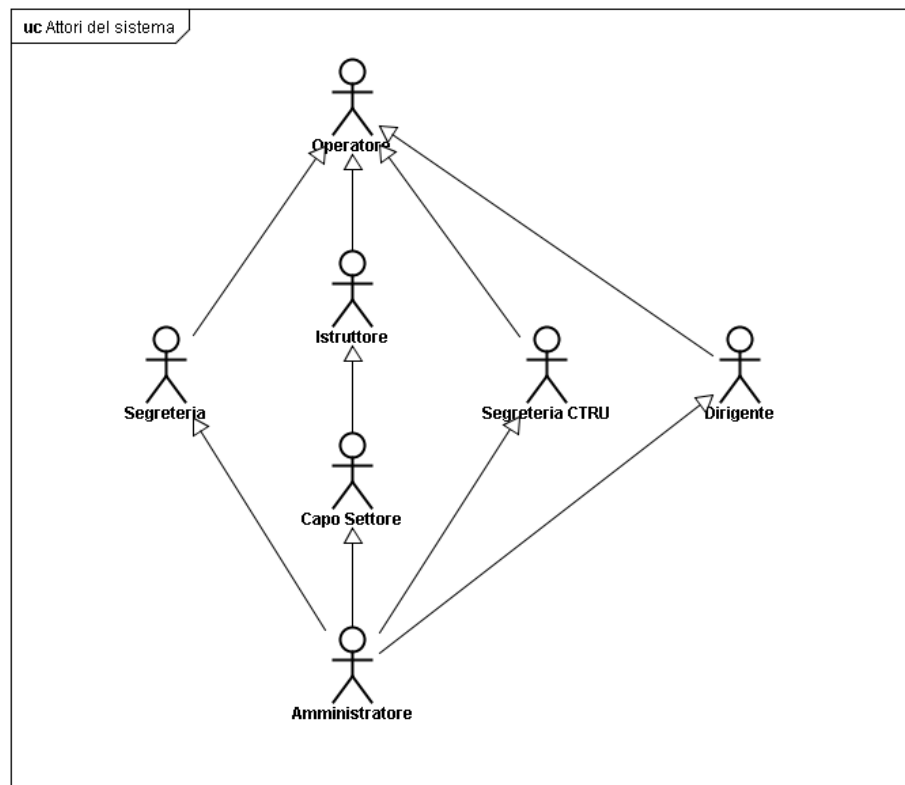 uc Attori del sistema
Operatore
Istruttore
Segreteria
Segreteria CTRU
Dirigente
Capo Settore
Amministratore